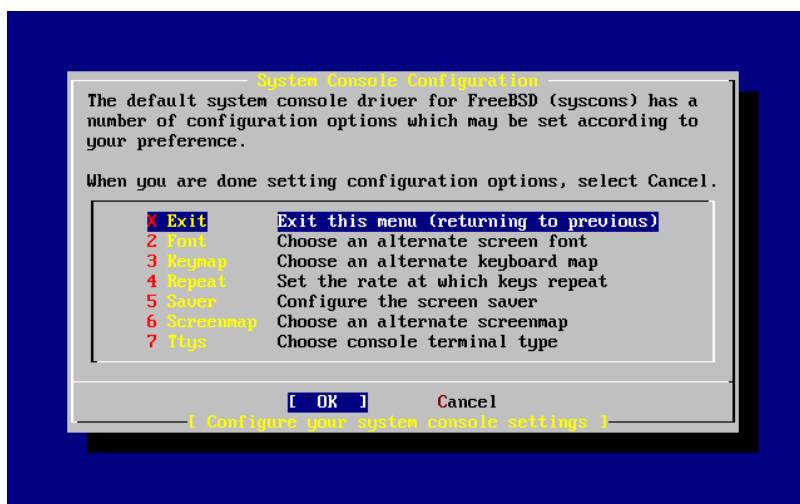 System Console Configuration
The default system console driver for FreeBSD (syscons) has a
number of configuration options which may be set according to
your preference.
When you are done setting configuration options, select Cancel.
X Exit Exit this menu (returning to previous)
2 Font Choose an alternate screen font
3 Keymap Choose an alternate keyboard map
4 Repeat Set the rate at which keys repeat
5 Saver Configure the screen saver
6 Screenmap Choose an alternate screenmap
7 Ttys Choose console terminal type
[ OK ] Cancel
[ Configure your system console settings ]